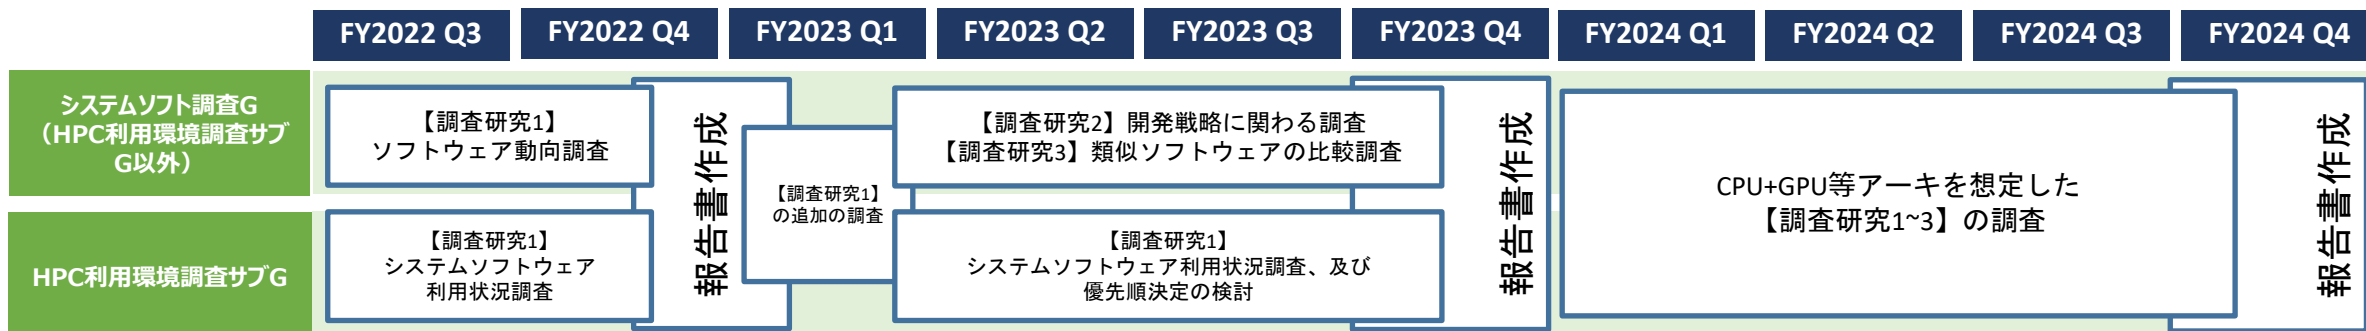 FY2022 Q3
FY2022 Q4
FY2023 Q1
FY2023 Q2
FY2023 Q3
FY2023 Q4
FY2024 Q1
FY2024 Q2
FY2024 Q3
FY2024 Q4
システムソフト調査G
（HPC利用環境調査サブ
G以外）
【調査研究1】
ソフトウェア動向調査
報告書作成
【調査研究1】
の追加の調査
【調査研究2】開発戦略に関わる調査
【調査研究3】類似ソフトウェアの比較調査
報告書作成
CPU+GPU等アーキを想定した
【調査研究1~3】の調査
報告書作成
HPC利用環境調査サブG
【調査研究1】
システムソフトウェア
利用状況調査
【調査研究1】
システムソフトウェア利用状況調査、及び
優先順決定の検討